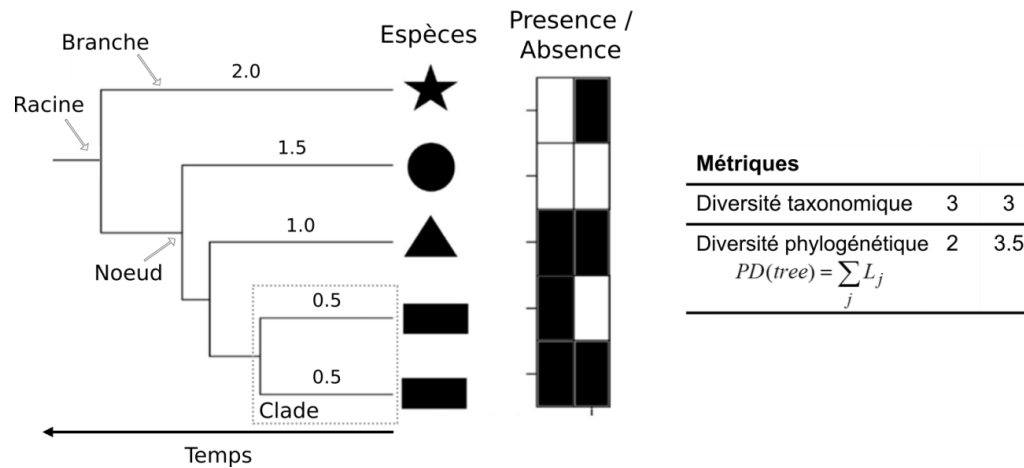 Branche
Racine
2.0
Espèces
Presence /
Absence
1.5
1.0
Noeud
0.5
0.5
Clade
Temps
Métriques
Diversité taxonomique 3 3
Diversité phylogénétique 2 3.5
PD(tree) = ∑ L_j
j